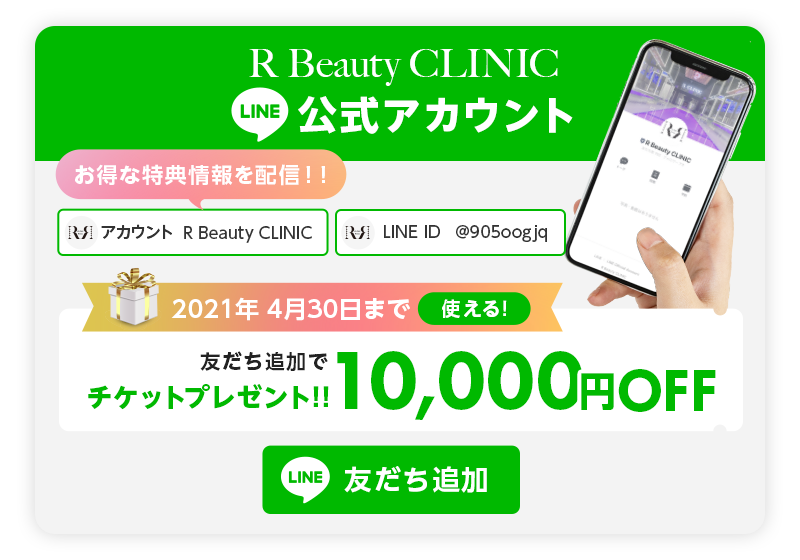 R Beauty CLINIC
LINE 公式アカウント
お得な特典情報を配信！！
アカウント R Beauty CLINIC
LINE ID @905oogjq
R Beauty CLINIC
2021年 4月30日まで 使える!
友だち追加で
チケットプレゼント!!
10,000円OFF
LINE 友だち追加